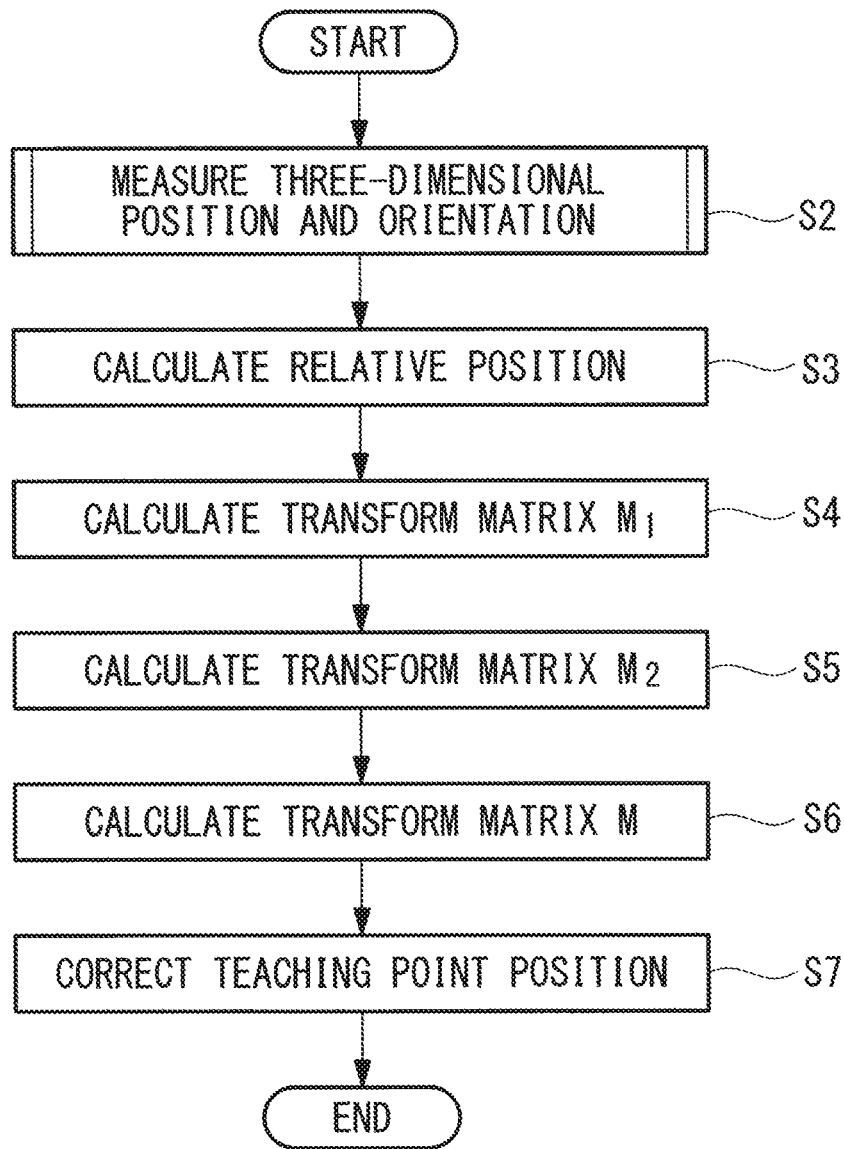 START
MEASURE THREE-DIMENSIONAL
POSITION AND ORIENTATION
S2
CALCULATE RELATIVE POSITION
S3
CALCULATE TRANSFORM MATRIX M₁
S4
CALCULATE TRANSFORM MATRIX M₂
S5
CALCULATE TRANSFORM MATRIX M
S6
CORRECT TEACHING POINT POSITION
S7
END